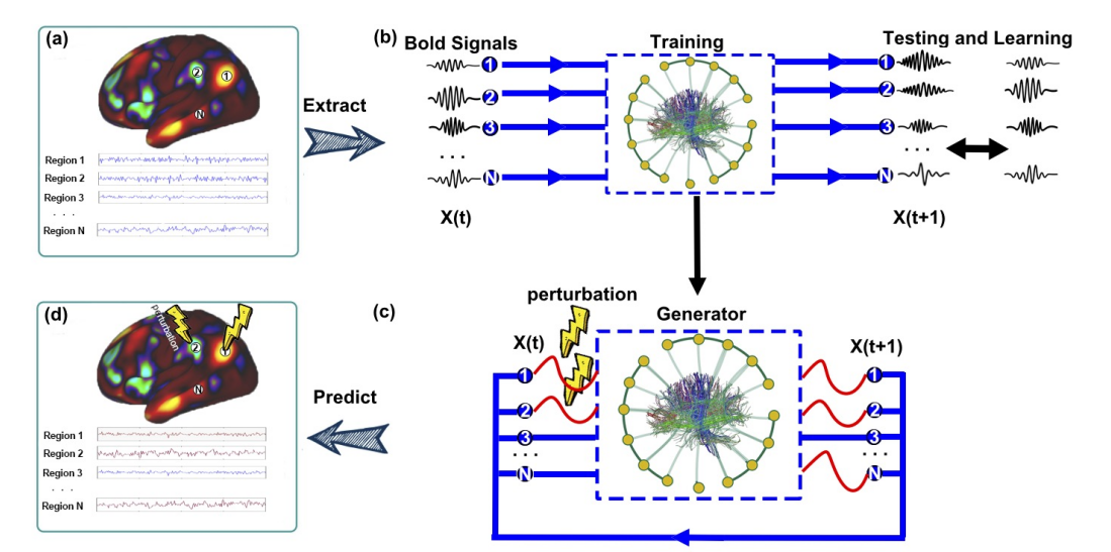 (a)
2
1
N
Region 1
Region 2
Region 3
. . .
Region N
Extract
(b)
Bold Signals
Training
Testing and Learning
1
2
3
. . .
N
X(t)
1
2
3
. . .
N
X(t+1)
(d)
perturbation
2
1
N
Region 1
Region 2
Region 3
. . .
Region N
Predict
(c)
perturbation
Generator
X(t)
X(t+1)
1
2
3
. . .
N
1
2
3
. . .
N